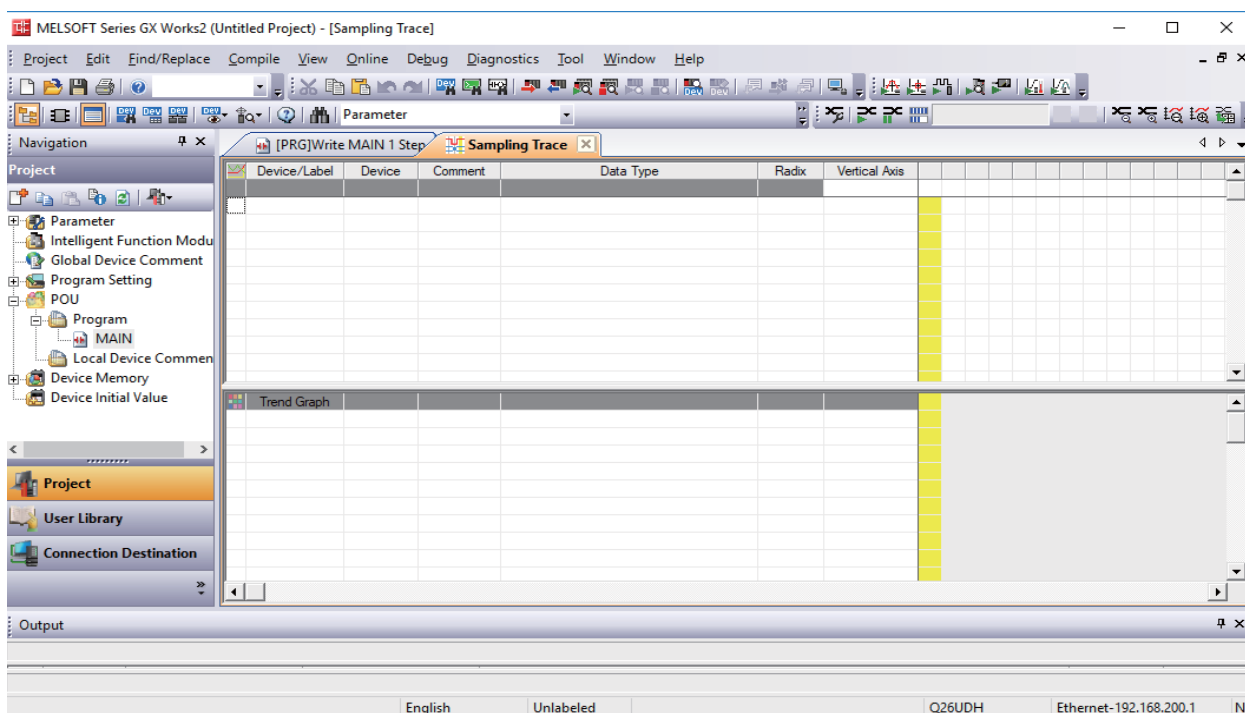 MELSOFT Series GX Works2 (Untitled Project) - [Sampling Trace]
Project Edit Find/Replace Compile View Online Debug Diagnostics Tool Window Help
Parameter
Navigation
[PRG]Write MAIN 1 Step
Sampling Trace
Project
Device/Label Device Comment Data Type Radix Vertical Axis
Parameter
Intelligent Function Modu
Global Device Comment
Program Setting
POU
Program
MAIN
Local Device Commen
Device Memory
Device Initial Value
Trend Graph
Project
User Library
Connection Destination
Output
English Unlabeled Q26UDH Ethernet-192.168.200.1 N